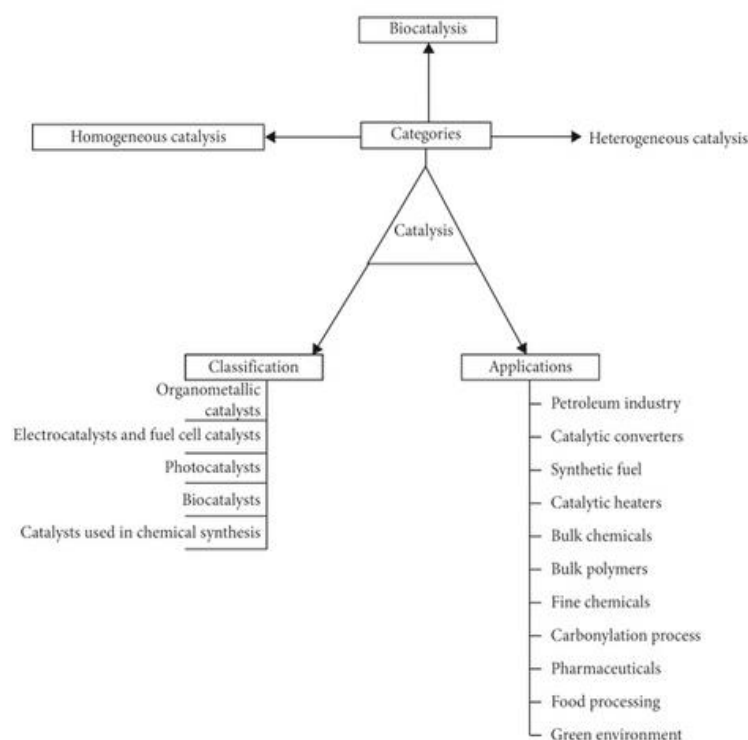 Biocatalysis
Homogeneous catalysis
Categories
Heterogeneous catalysis
Catalysis
Classification
Organometallic
catalysts
Electrocatalysts and fuel cell catalysts
Photocatalysts
Biocatalysts
Catalysts used in chemical synthesis
Applications
Petroleum industry
Catalytic converters
Synthetic fuel
Catalytic heaters
Bulk chemicals
Bulk polymers
Fine chemicals
Carbonylation process
Pharmaceuticals
Food processing
Green environment